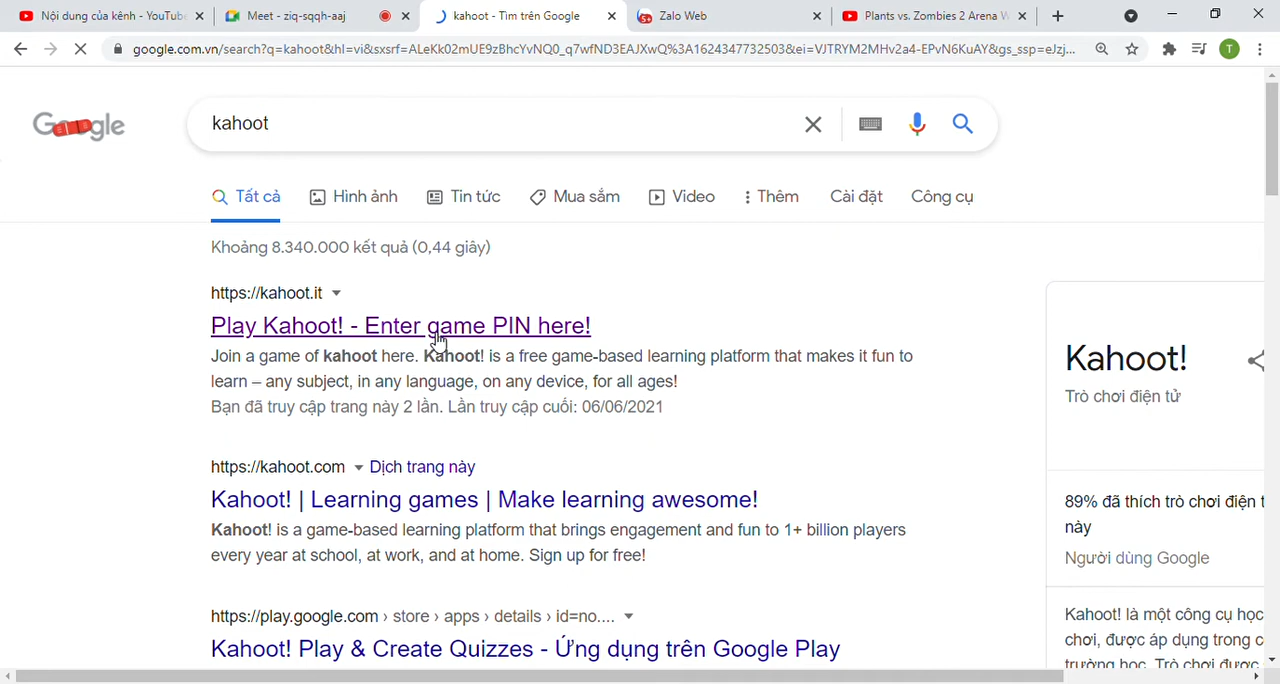 Nội dung của kênh - YouTub
Meet - ziq-sqqh-aaj
kahoot - Tìm trên Google
5+
Zalo Web
Plants vs. Zombies 2 Arena W
google.com.vn/search?q=kahoot&hl=vi&sxsrf=ALeKk02mUE9zBhcYvNQ0_q7wfND3EAJXwQ%3A1624347732503&ei=VJTRYM2MHv2a4-EPvN6KuAY&gs_ssp=eJzj...
T
Google
kahoot
Tất cả
Hình ảnh
Tin tức
Mua sắm
Video
Thêm
Cài đặt
Công cụ
Khoảng 8.340.000 kết quả (0,44 giây)
https://kahoot.it
Play Kahoot! - Enter game PIN here!
Join a game of kahoot here. Kahoot! is a free game-based learning platform that makes it fun to
learn – any subject, in any language, on any device, for all ages!
Bạn đã truy cập trang này 2 lần. Lần truy cập cuối: 06/06/2021
https://kahoot.com Dịch trang này
Kahoot! | Learning games | Make learning awesome!
Kahoot! is a game-based learning platform that brings engagement and fun to 1+ billion players
every year at school, at work, and at home. Sign up for free!
https://play.google.com › store › apps › details › id=no....
Kahoot! Play & Create Quizzes - Ứng dụng trên Google Play
Kahoot!
Trò chơi điện tử
89% đã thích trò chơi điện t
này
Người dùng Google
Kahoot! là một công cụ học
chơi, được áp dụng trong c
trường học. Trò chơi được